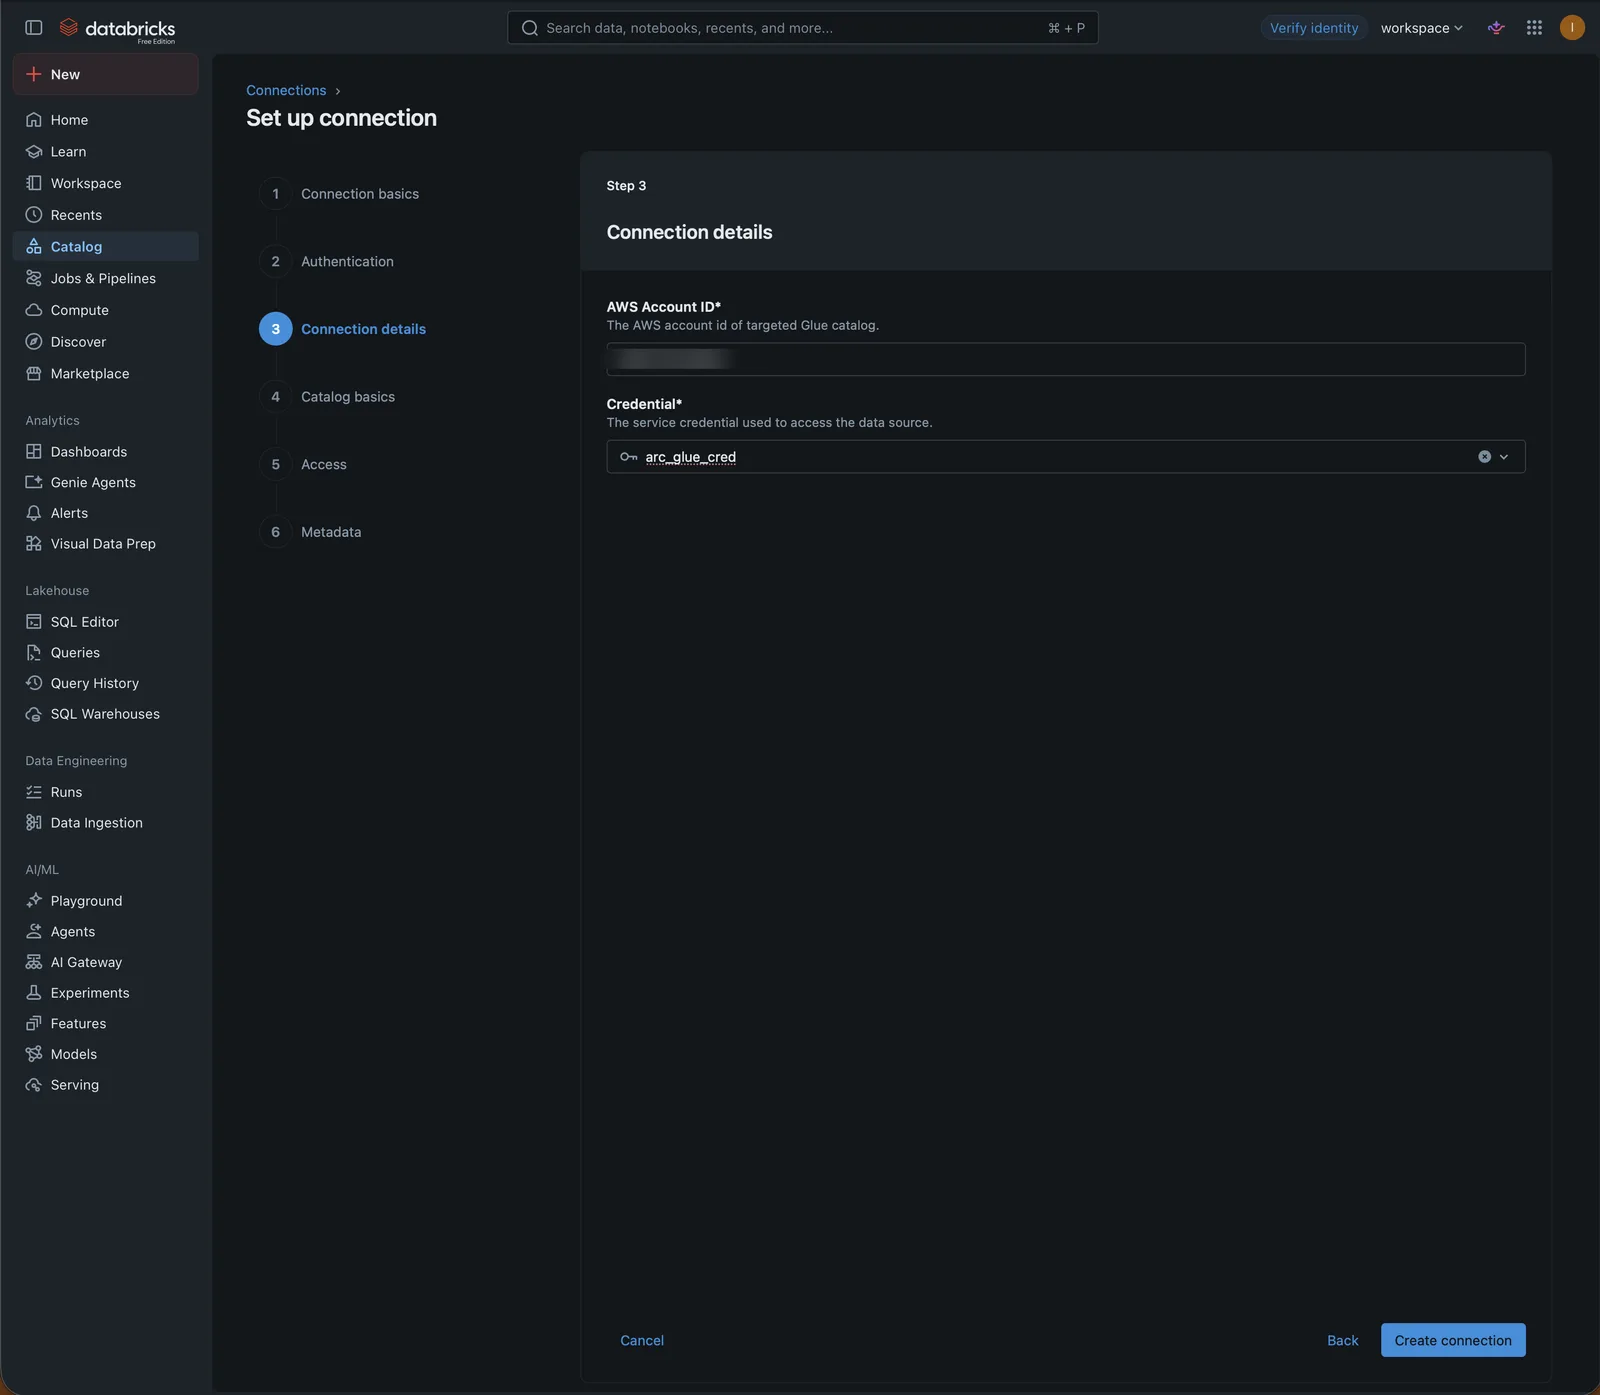 databricks
Free Edition
Search data, notebooks, recents, and more...
⌘ + P
Verify identity
workspace
I
New
Home
Learn
Workspace
Recents
Catalog
Jobs & Pipelines
Compute
Discover
Marketplace
Analytics
Dashboards
Genie Agents
Alerts
Visual Data Prep
Lakehouse
SQL Editor
Queries
Query History
SQL Warehouses
Data Engineering
Runs
Data Ingestion
AI/ML
Playground
Agents
AI Gateway
Experiments
Features
Models
Serving
Connections ›
Set up connection
1 Connection basics
2 Authentication
3 Connection details
4 Catalog basics
5 Access
6 Metadata
Step 3
Connection details
AWS Account ID*
The AWS account id of targeted Glue catalog.
Credential*
The service credential used to access the data source.
arc_glue_cred
Cancel
Back
Create connection